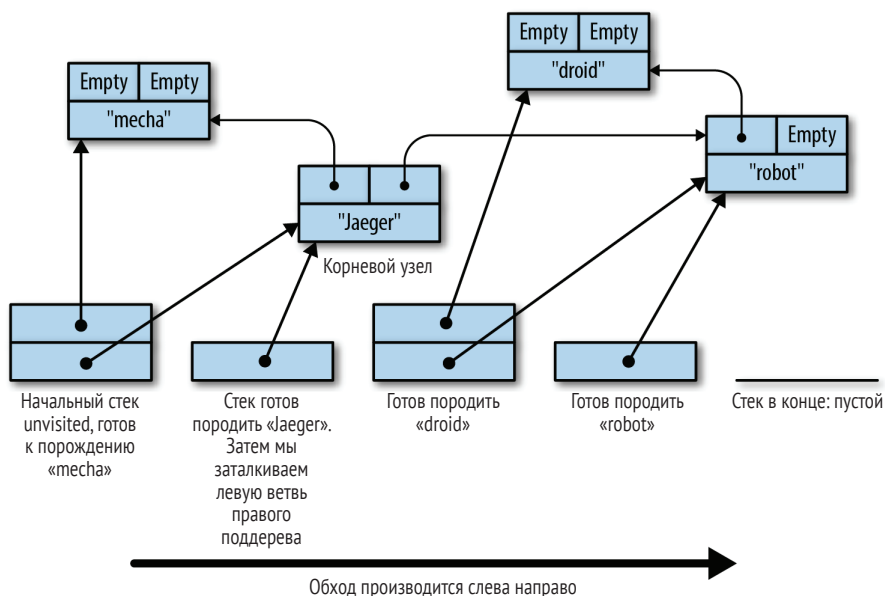 Empty Empty
"droid"
Empty Empty
"mecha"
Empty
"robot"
"Jaeger"
Корневой узел
Начальный стек
unvisited, готов
к порождению
«mecha»
Стек готов
породить «Jaeger».
Затем мы
заталкиваем
левую ветвь
правого
поддерева
Готов породить
«droid»
Готов породить
«robot»
Стек в конце: пустой
Обход производится слева направо